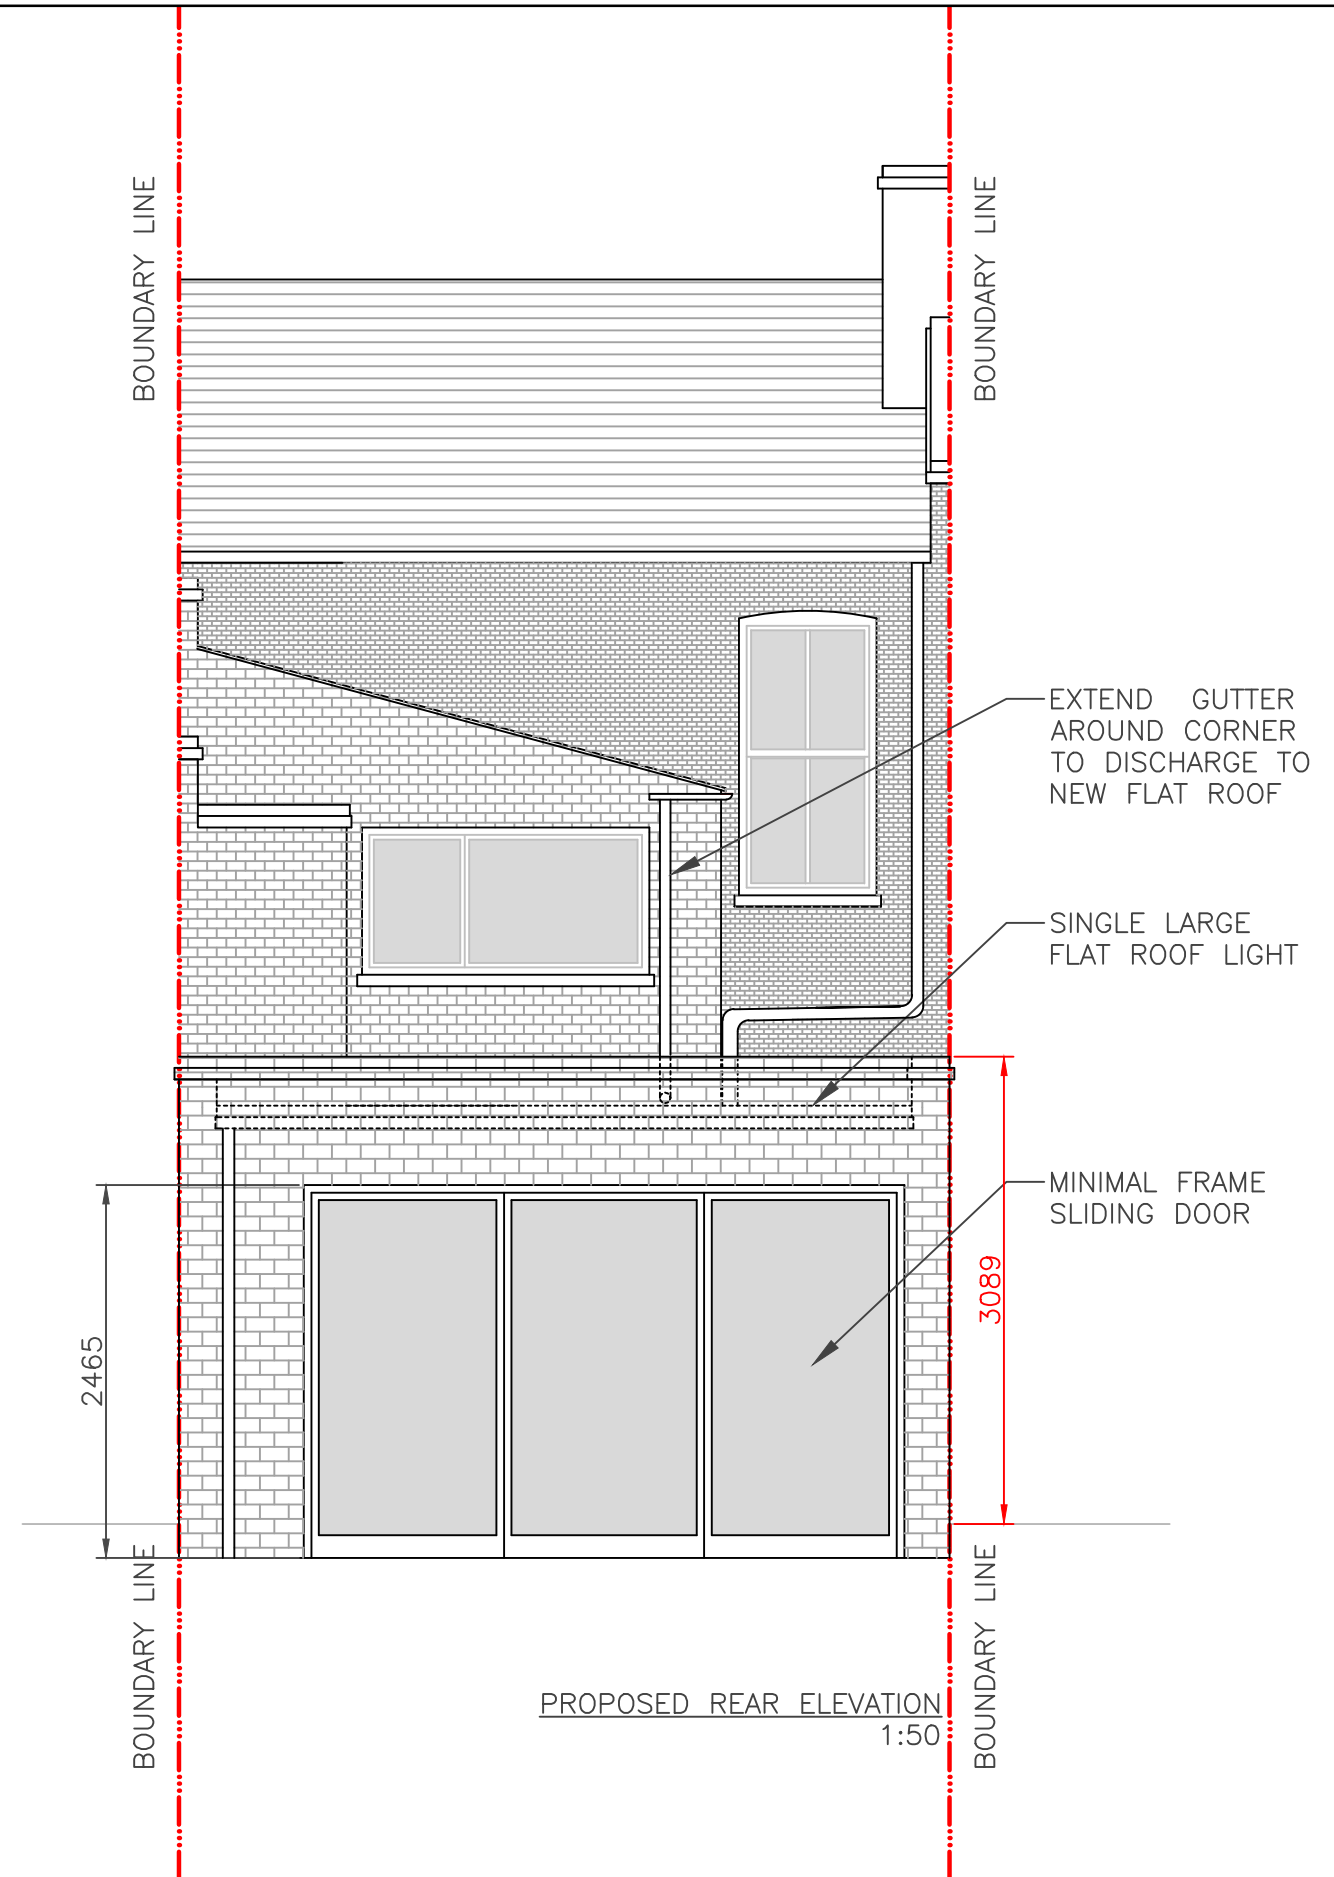 BOUNDARY LINE
BOUNDARY LINE
EXTEND GUTTER
AROUND CORNER
TO DISCHARGE TO
NEW FLAT ROOF
SINGLE LARGE
FLAT ROOF LIGHT
MINIMAL FRAME
SLIDING DOOR
3089
2465
BOUNDARY LINE
BOUNDARY LINE
PROPOSED REAR ELEVATION
1:50